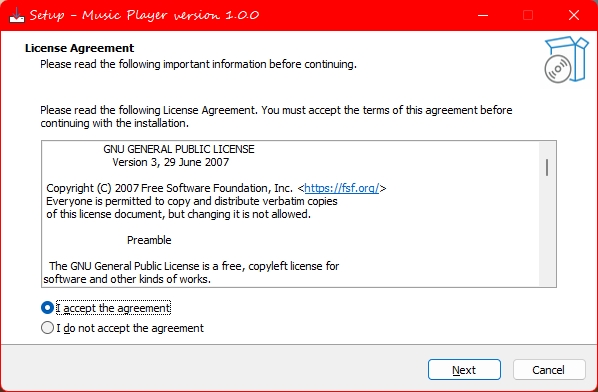 Setup - Music Player version 1.0.0
License Agreement
Please read the following important information before continuing.
Please read the following License Agreement. You must accept the terms of this agreement before
continuing with the installation.
GNU GENERAL PUBLIC LICENSE
Version 3, 29 June 2007
Copyright (C) 2007 Free Software Foundation, Inc. <https://fsf.org/>
Everyone is permitted to copy and distribute verbatim copies
of this license document, but changing it is not allowed.
Preamble
The GNU General Public License is a free, copyleft license for
software and other kinds of works.
I accept the agreement
I do not accept the agreement
Next
Cancel